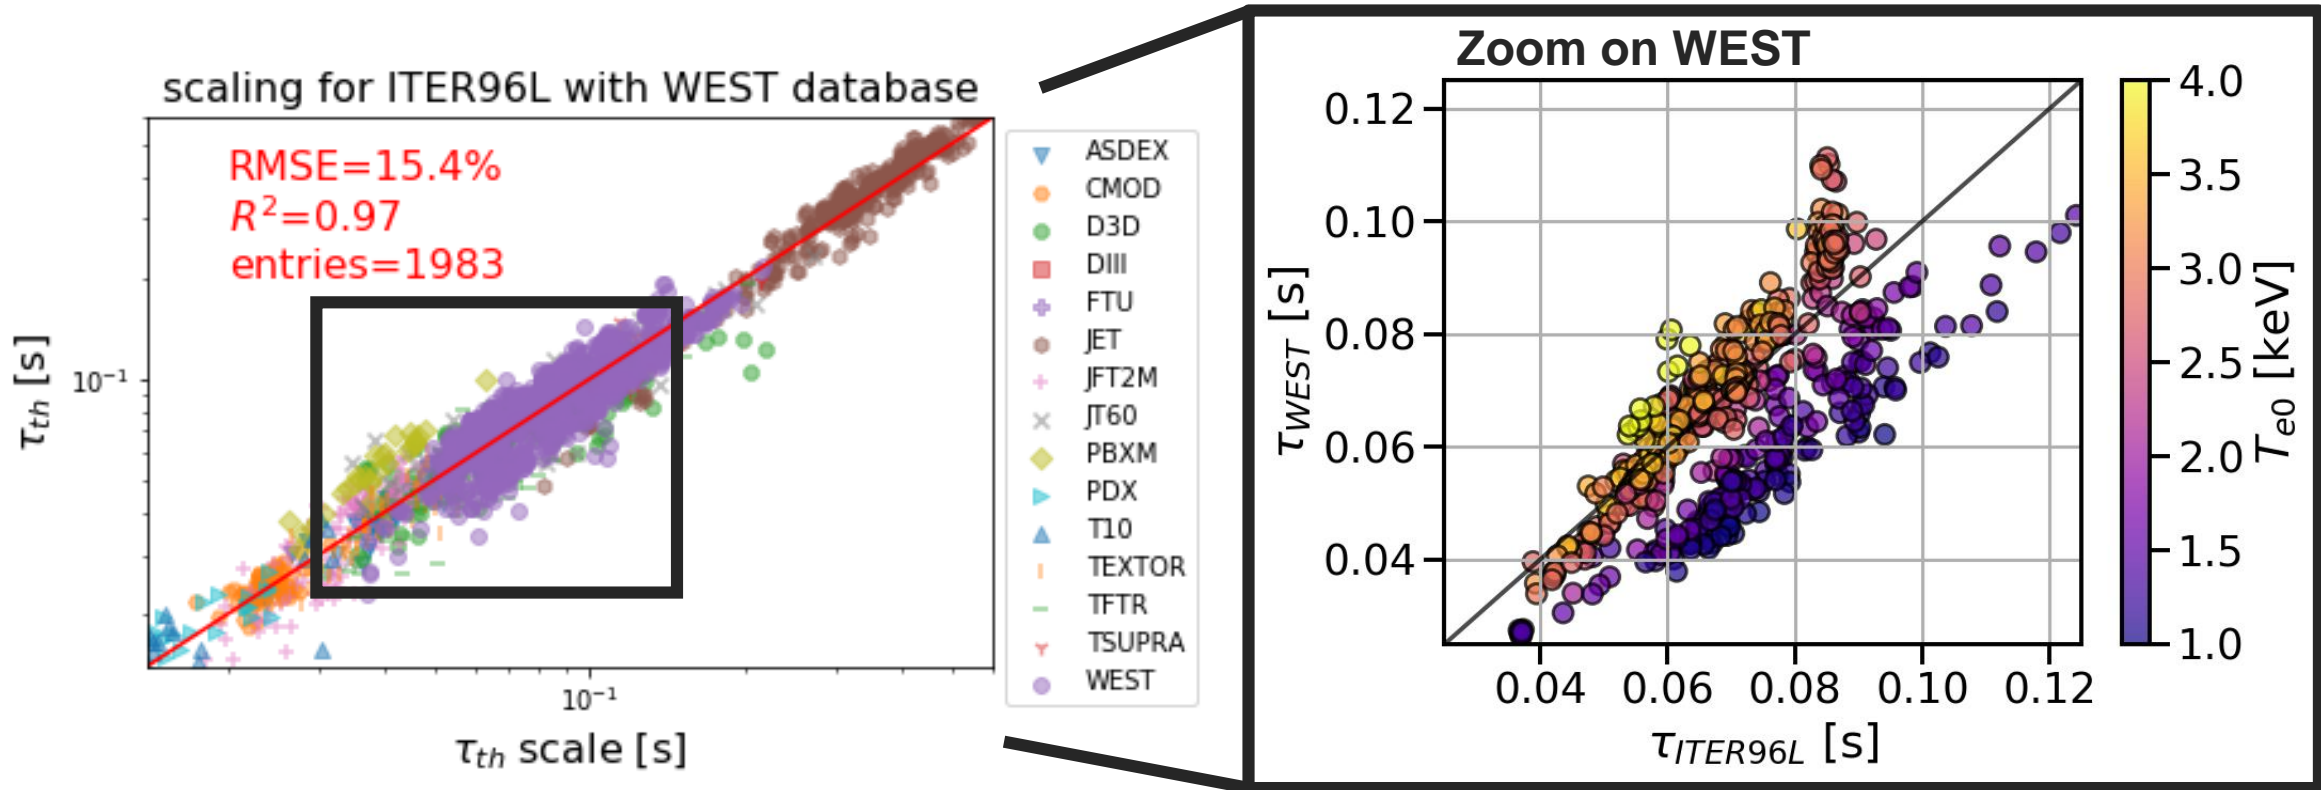 scaling for ITER96L with WEST database
RMSE=15.4%
R²=0.97
entries=1983
τth [s]
10⁻¹
10⁻¹
τth scale [s]
ASDEX
CMOD
D3D
DIII
FTU
JET
JFT2M
JT60
PBXM
PDX
T10
TEXTOR
TFTR
TSUPRA
WEST
Zoom on WEST
τWEST [s]
0.12
0.10
0.08
0.06
0.04
0.04 0.06 0.08 0.10 0.12
τITER96L [s]
4.0
3.5
3.0
2.5
2.0
1.5
1.0
Te0 [keV]